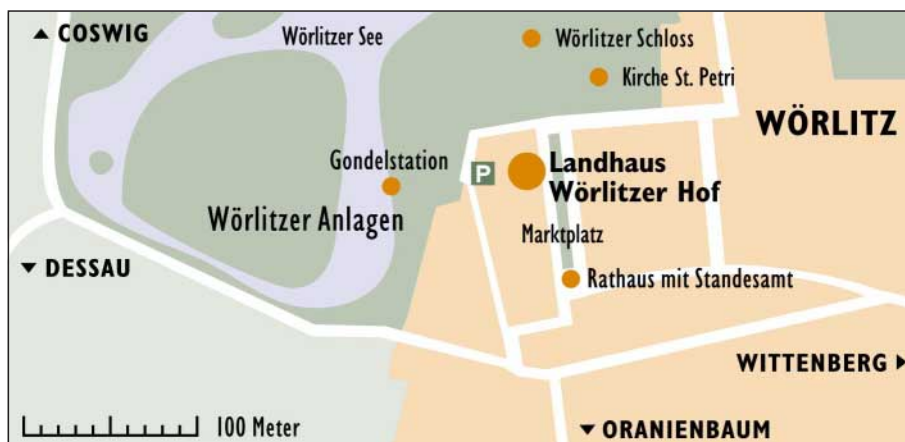 ▲ COSWIG
Wörlitzer See
Wörlitzer Schloss
Kirche St. Petri
WÖRLITZ
Gondelstation
P
Landhaus
Wörlitzer Hof
Wörlitzer Anlagen
Marktplatz
▼ DESSAU
Rathaus mit Standesamt
WITTENBERG ▶
100 Meter
▼ ORANIENBAUM